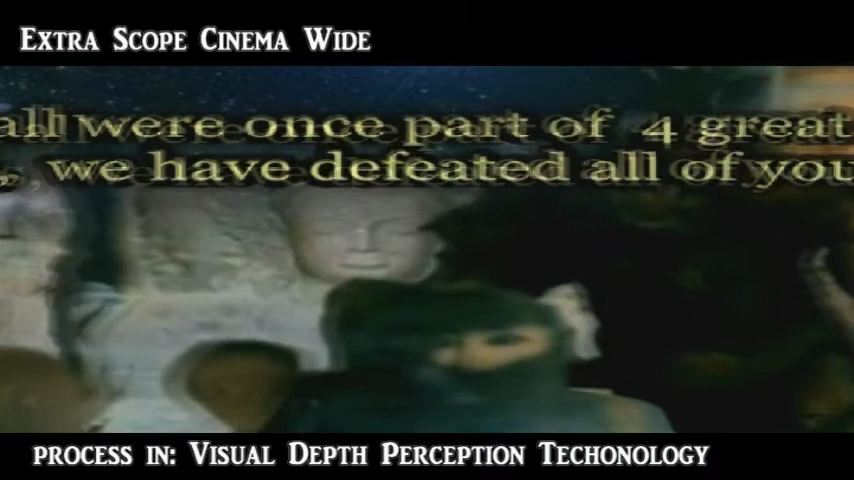 Extra Scope Cinema Wide
all were once part of 4 great
, we have defeated all of you
process in: Visual Depth Perception Techonology